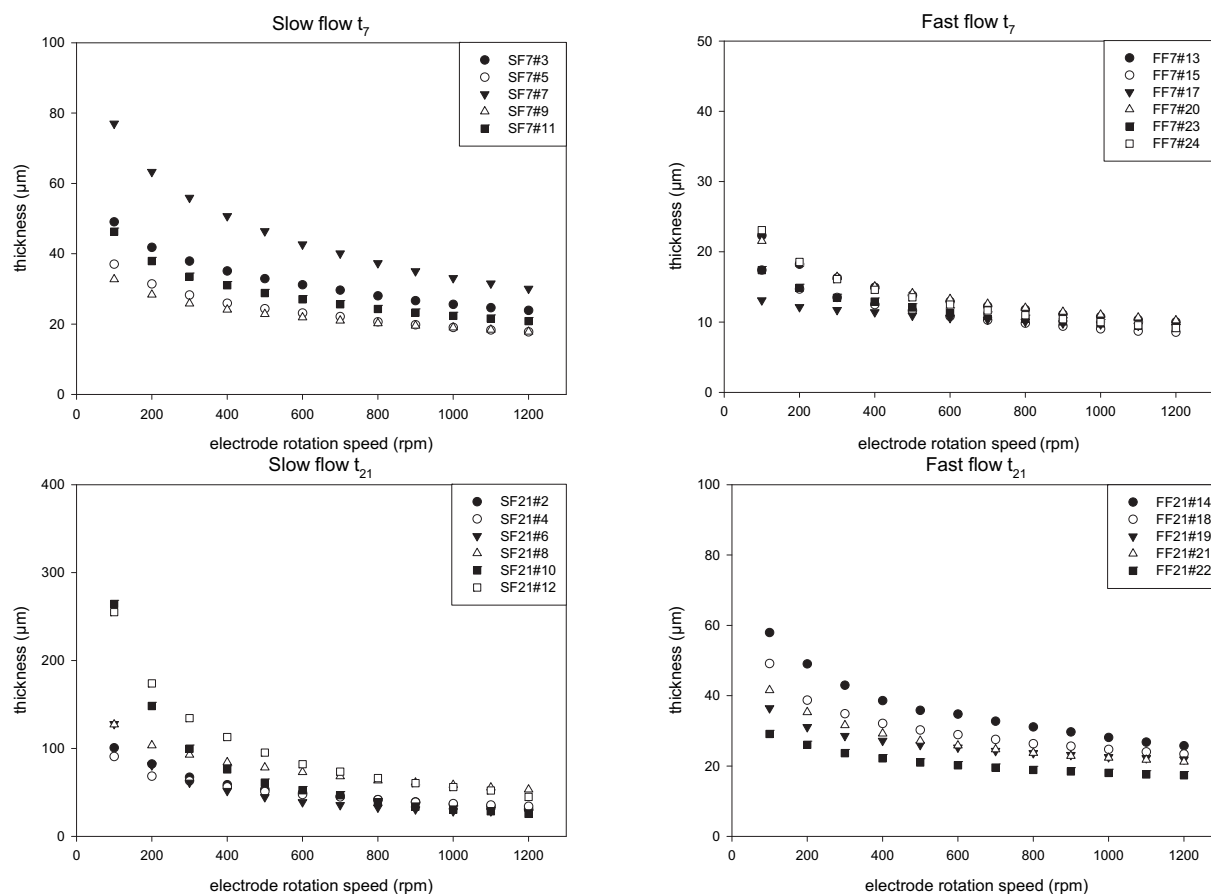 Slow flow t7
100
80
60
40
20
0
thickness (µm)
0 200 400 600 800 1000 1200
electrode rotation speed (rpm)
SF7#3
SF7#5
SF7#7
SF7#9
SF7#11
Fast flow t7
50
40
30
20
10
0
thickness (µm)
0 200 400 600 800 1000 1200
electrode rotation speed (rpm)
FF7#13
FF7#15
FF7#17
FF7#20
FF7#23
FF7#24
Slow flow t21
400
300
200
100
0
thickness (µm)
0 200 400 600 800 1000 1200
electrode rotation speed (rpm)
SF21#2
SF21#4
SF21#6
SF21#8
SF21#10
SF21#12
Fast flow t21
100
80
60
40
20
0
thickness (µm)
0 200 400 600 800 1000 1200
electrode rotation speed (rpm)
FF21#14
FF21#18
FF21#19
FF21#21
FF21#22